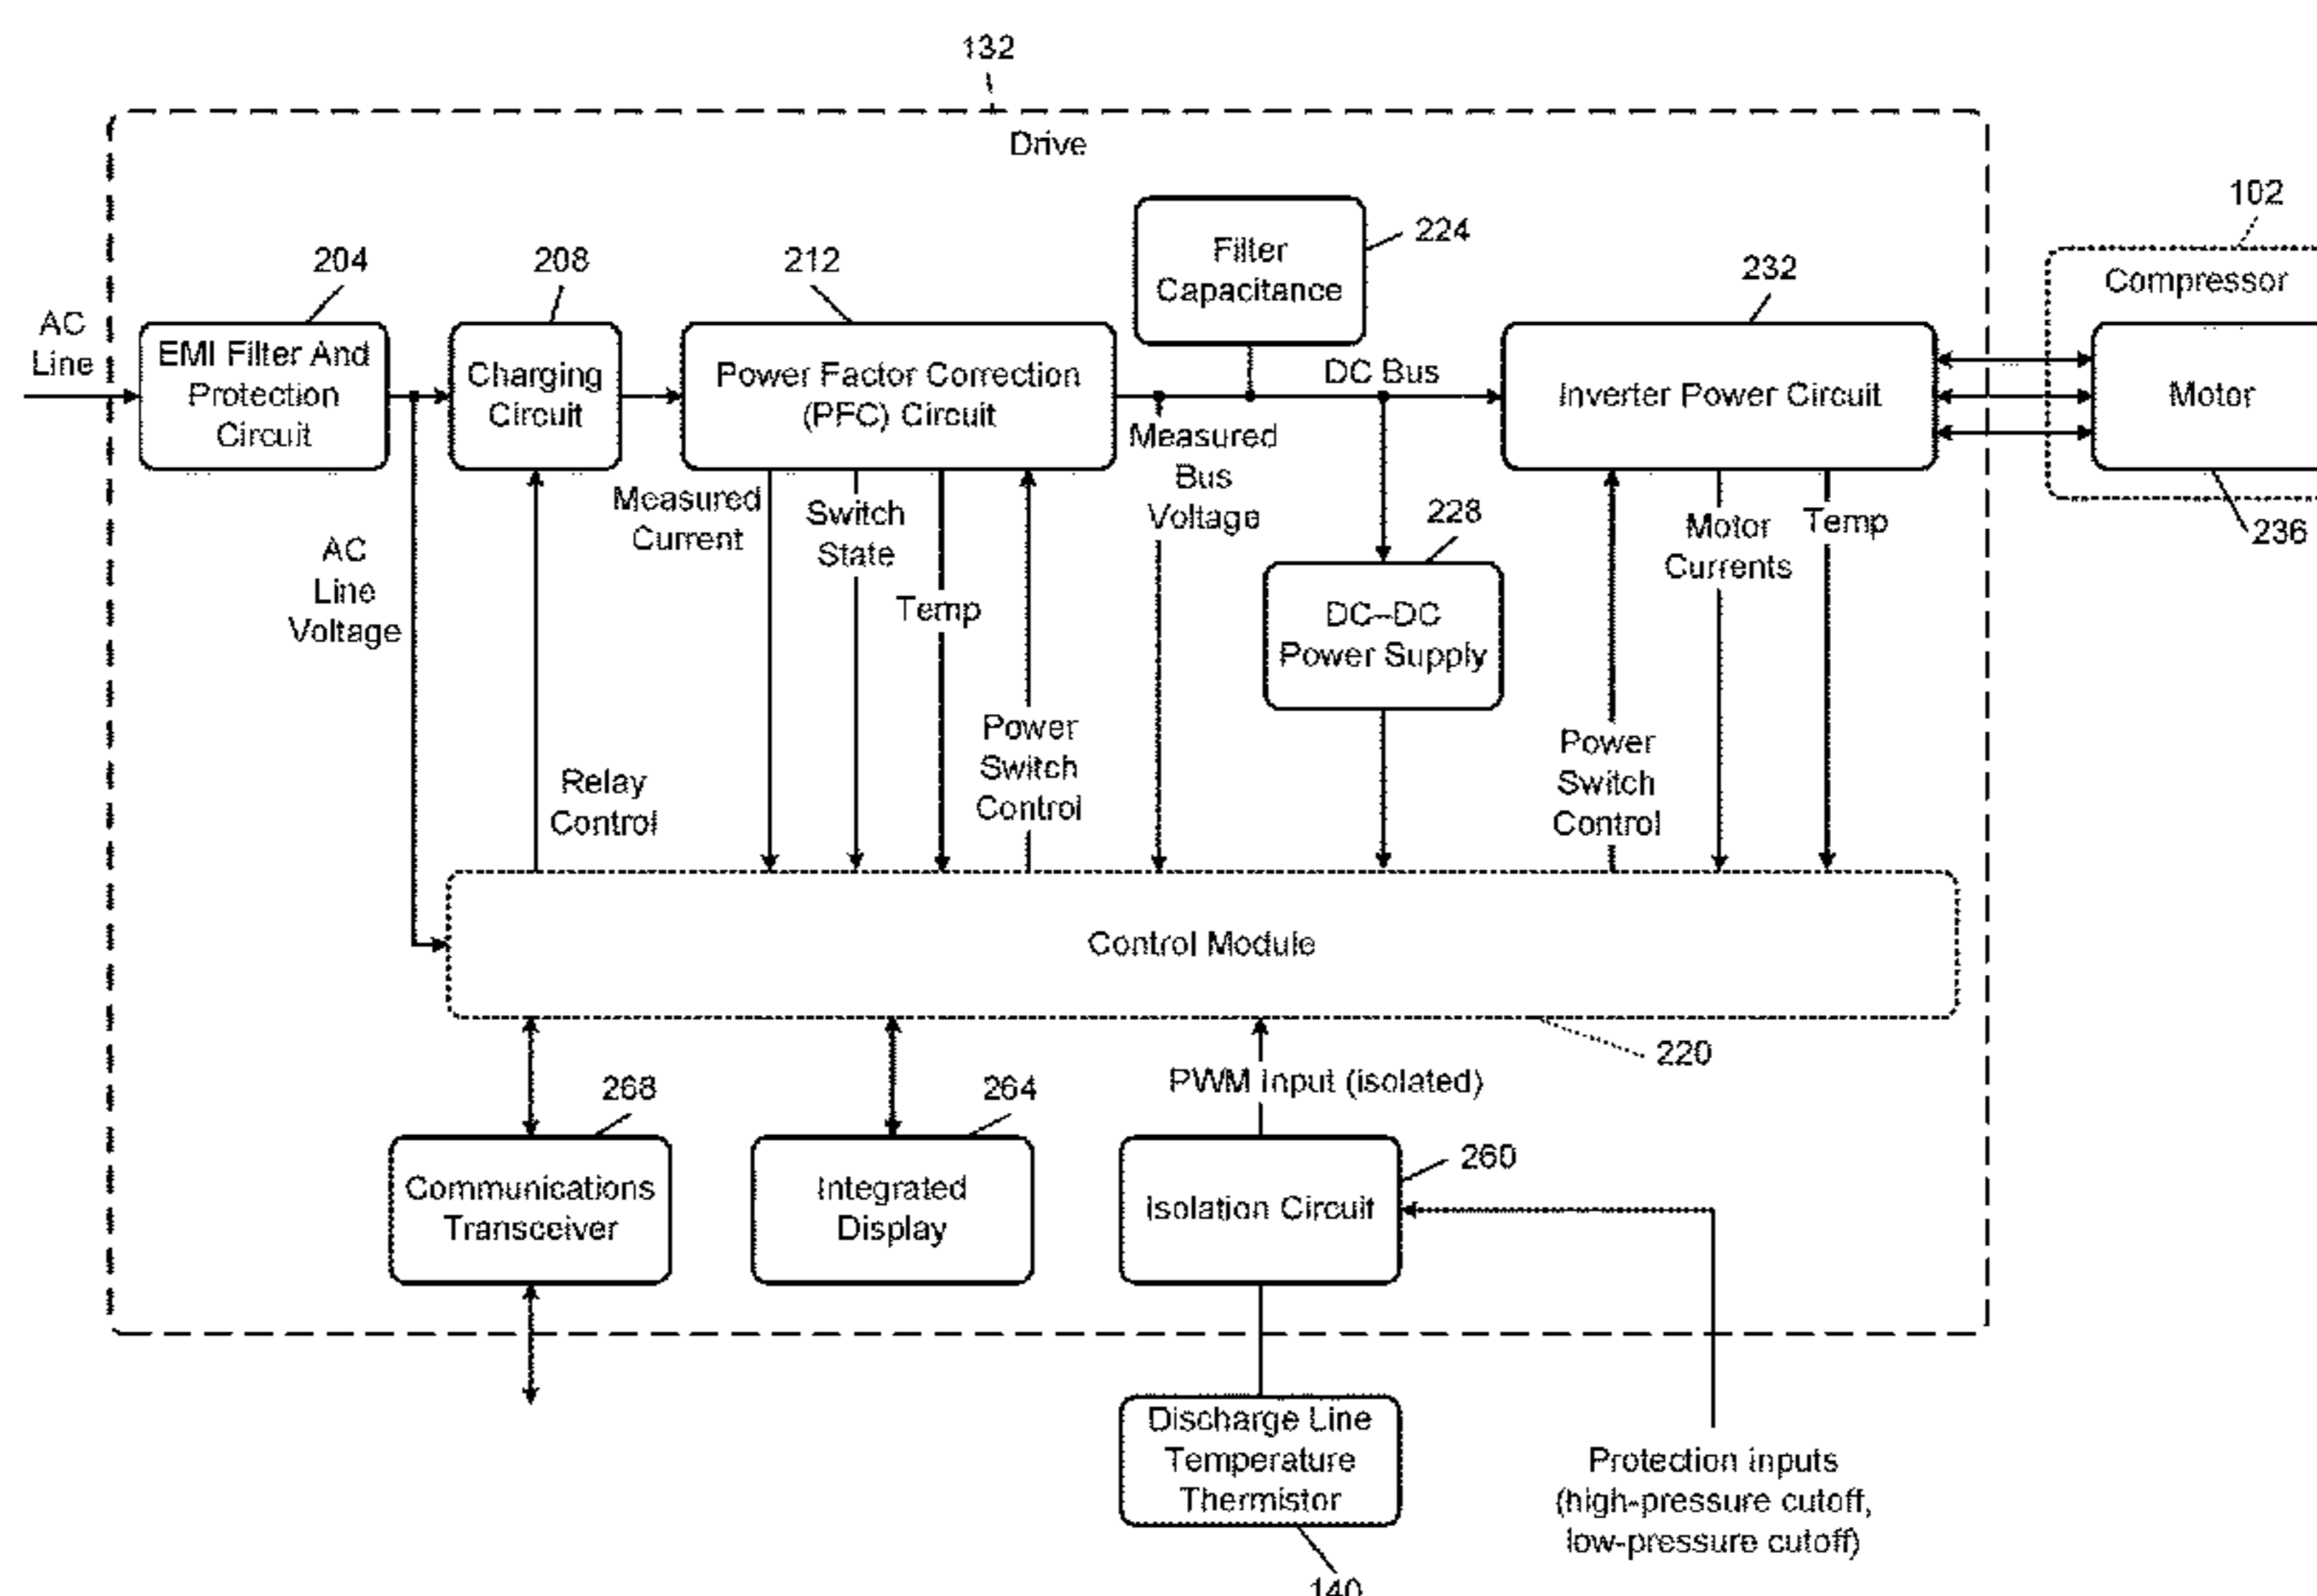 132
Drive
102
Compressor
224
Filter
Capacitance
204
208
212
232
AC
Line
EMI Filter And
Protection
Circuit
Charging
Circuit
Power Factor Correction
(PFC) Circuit
DC Bus
Inverter Power Circuit
Motor
236
AC
Line
Voltage
Relay
Control
Measured
Current
Switch
State
Temp
Power
Switch
Control
Measured
Bus
Voltage
228
DC-DC
Power Supply
Power
Switch
Control
Motor
Currents
Temp
Control Module
220
268
264
PWM Input (isolated)
260
Communications
Transceiver
Integrated
Display
Isolation Circuit
Discharge Line
Temperature
Thermistor
140
Protection inputs
(high-pressure cutoff,
low-pressure cutoff)